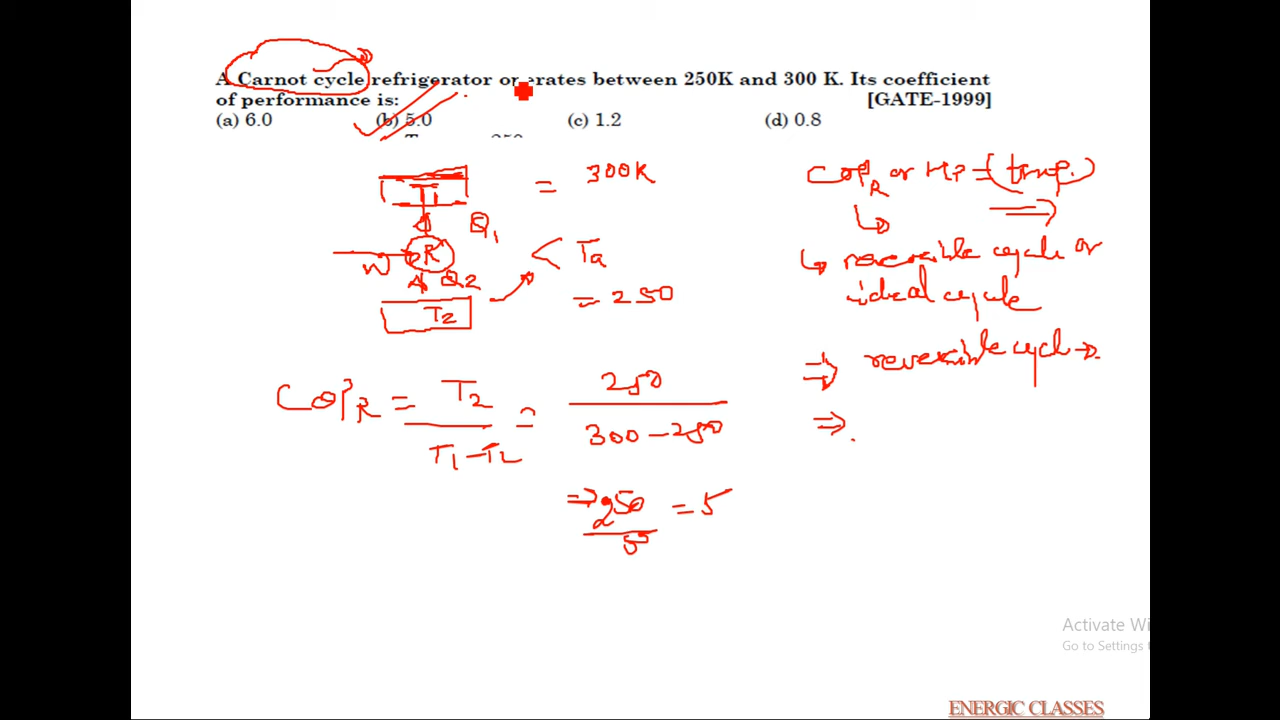 A Carnot cycle refrigerator operates between 250K and 300 K. Its coefficient
of performance is: [GATE-1999]
(a) 6.0 (b) 5.0 (c) 1.2 (d) 0.8
T1 = 300K
Q1
W R < Ta
Q2
T2 = 250
COPR = T2 / T1-T2 = 250 / 300-250
=> 250 / 50 = 5
COPR or HP = (temp.)
reversible cycle or
ideal cycle
=> reversible cycle
=>
Activate Wi
Go to Settings
ENERGIC CLASSES